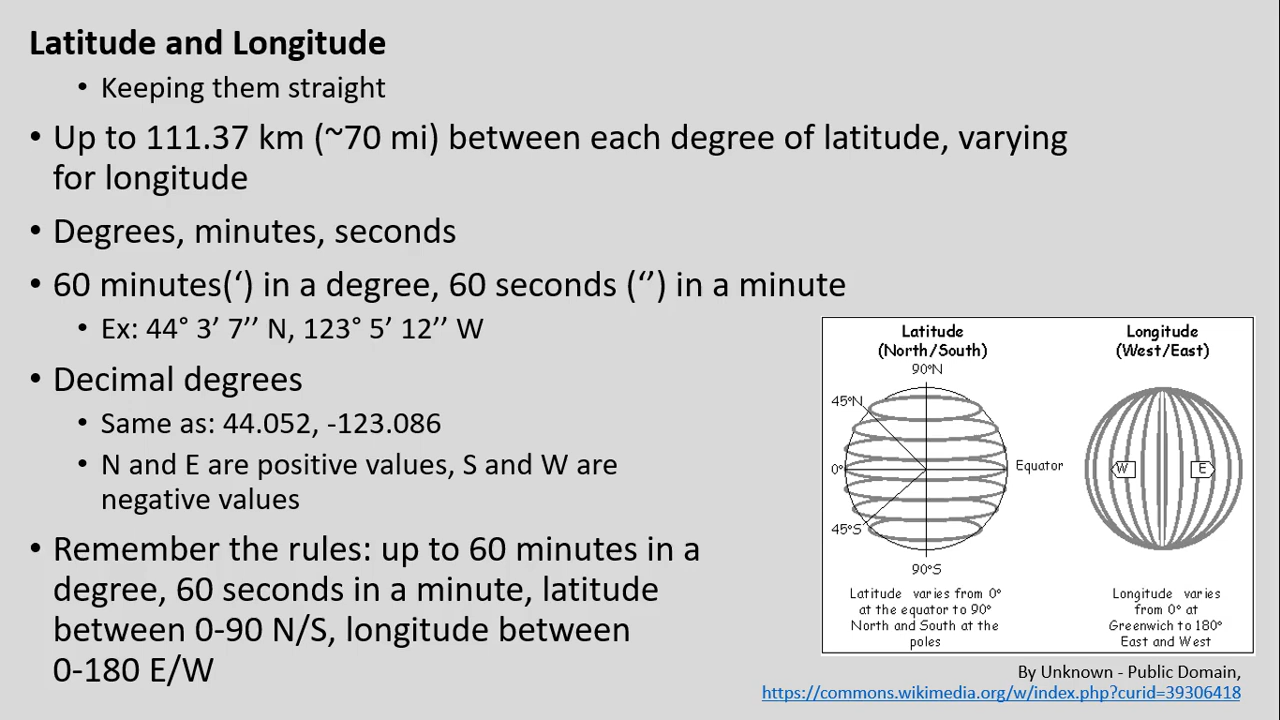 Latitude and Longitude
• Keeping them straight
• Up to 111.37 km (~70 mi) between each degree of latitude, varying
for longitude
• Degrees, minutes, seconds
• 60 minutes(‘) in a degree, 60 seconds (‘’) in a minute
• Ex: 44° 3’ 7’’ N, 123° 5’ 12’’ W
• Decimal degrees
• Same as: 44.052, -123.086
• N and E are positive values, S and W are
negative values
• Remember the rules: up to 60 minutes in a
degree, 60 seconds in a minute, latitude
between 0-90 N/S, longitude between
0-180 E/W
Latitude
(North/South)
90°N
45°N
0°
Equator
45°S
90°S
Latitude varies from 0°
at the equator to 90°
North and South at the
poles
Longitude
(West/East)
W
E
Longitude varies
from 0° at
Greenwich to 180°
East and West
By Unknown - Public Domain,
https://commons.wikimedia.org/w/index.php?curid=39306418